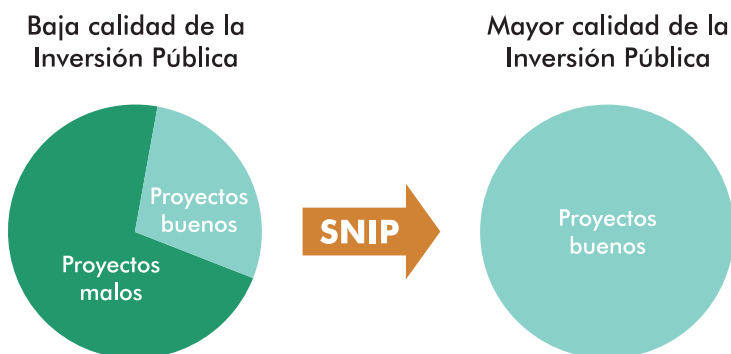 Baja calidad de la
Inversión Pública
Proyectos
buenos
Proyectos
malos
SNIP
Mayor calidad de la
Inversión Pública
Proyectos
buenos